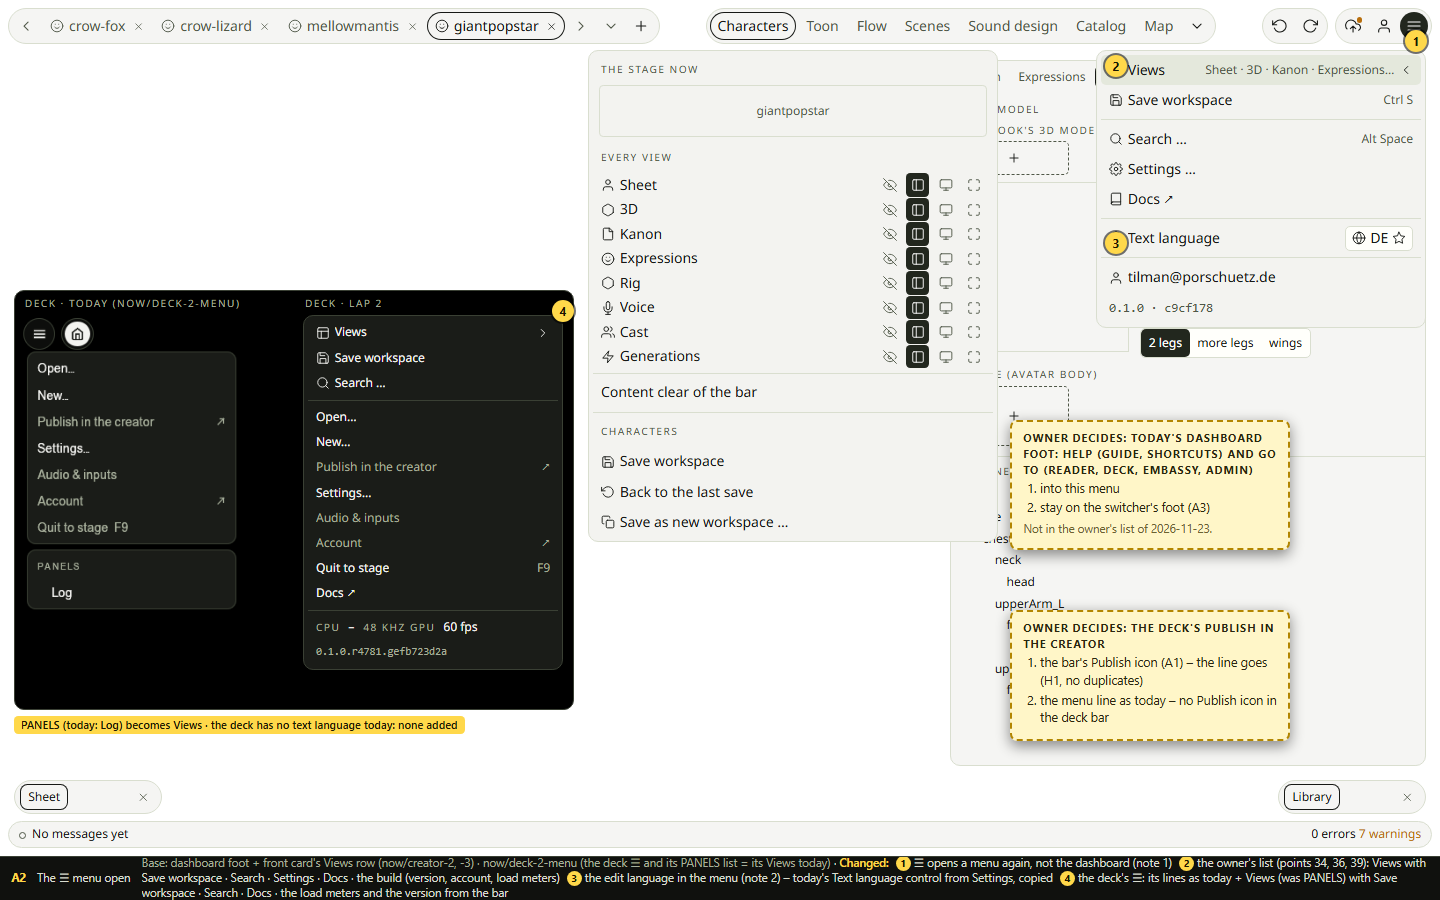 crow-fox
crow-lizard
mellowmantis
giantpopstar
Characters Toon Flow Scenes Sound design Catalog Map
1
THE STAGE NOW
giantpopstar
EVERY VIEW
Sheet
3D
Kanon
Expressions
Rig
Voice
Cast
Generations
Content clear of the bar
CHARACTERS
Save workspace
Back to the last save
Save as new workspace ...
Expressions
MODEL
OOK'S 3D MODE
2 Views Sheet · 3D · Kanon · Expressions...
Save workspace Ctrl S
Search ... Alt Space
Settings ...
Docs ↗
3 Text language DE
tilman@porschuetz.de
0.1.0 · c9cf178
2 legs more legs wings
(AVATAR BODY)
neck
head
upperArm_L
up
OWNER DECIDES: TODAY'S DASHBOARD
FOOT: HELP (GUIDE, SHORTCUTS) AND GO
TO (READER, DECK, EMBASSY, ADMIN)
1. into this menu
2. stay on the switcher's foot (A3)
Not in the owner's list of 2026-11-23.
OWNER DECIDES: THE DECK'S PUBLISH IN
THE CREATOR
1. the bar's Publish icon (A1) – the line goes
(H1, no duplicates)
2. the menu line as today – no Publish icon in
the deck bar
DECK · TODAY (NOW/DECK-2-MENU)
Open...
New...
Publish in the creator ↗
Settings...
Audio & inputs
Account ↗
Quit to stage F9
PANELS
Log
DECK · LAP 2
4
Views
Save workspace
Search ...
Open...
New...
Publish in the creator ↗
Settings...
Audio & inputs
Account ↗
Quit to stage F9
Docs ↗
CPU – 48 KHZ GPU 60 fps
0.1.0.r4781.gefb723d2a
PANELS (today: Log) becomes Views · the deck has no text language today: none added
Sheet
Library
No messages yet
0 errors 7 warnings
A2 The ☰ menu open
Base: dashboard foot + front card's Views row (now/creator-2, -3) · now/deck-2-menu (the deck ☰ and its PANELS list = its Views today) · Changed: 1 ☰ opens a menu again, not the dashboard (note 1) 2 the owner's list (points 34, 36, 39): Views with
Save workspace · Search · Settings · Docs · the build (version, account, load meters) 3 the edit language in the menu (note 2) – today's Text language control from Settings, copied 4 the deck's ☰: its lines as today + Views (was PANELS) with Save
workspace · Search · Docs · the load meters and the version from the bar